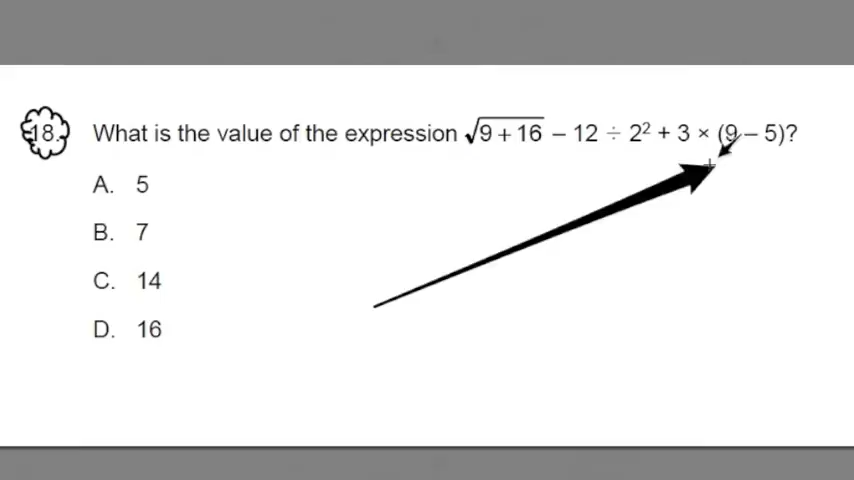 18. What is the value of the expression √9 + 16 – 12 ÷ 2² + 3 × (9 – 5)?
A. 5
B. 7
C. 14
D. 16